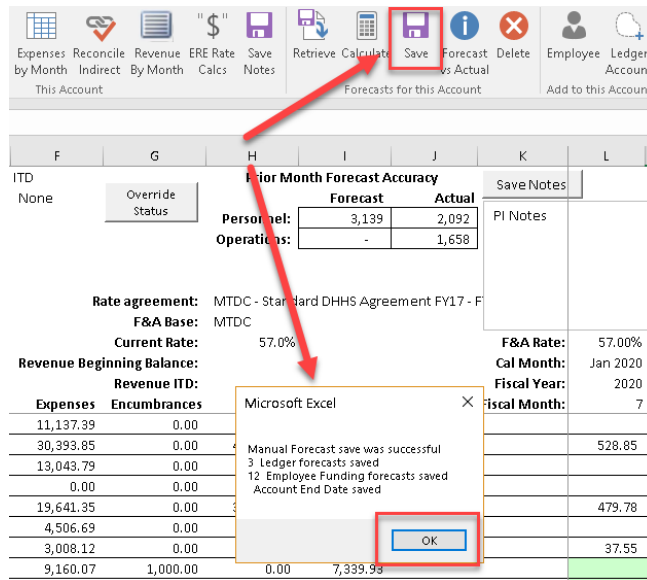 "$"
Expenses Reconcile Revenue ERE Rate Save Retrieve Calculate Save Forecast Delete Employee Ledger
by Month Indirect By Month Calcs Notes vs Actual Accoun
This Account Forecasts for this Account Add to this Accoun
F G H I J K L
ITD Prior Month Forecast Accuracy Save Notes
None Override Status Forecast Actual
Personnel: 3,139 2,092 PI Notes
Operations: - 1,658
Rate agreement: MTDC - Standard DHHS Agreement FY17 - F
F&A Base: MTDC
Current Rate: 57.0% F&A Rate: 57.00%
Revenue Beginning Balance: Cal Month: Jan 2020
Revenue ITD: Fiscal Year: 2020
Expenses Encumbrances Microsoft Excel Fiscal Month: 7
11,137.39 0.00
30,393.85 0.00 Manual Forecast save was successful 528.85
3 Ledger forecasts saved
13,043.79 0.00 12 Employee Funding forecasts saved
0.00 0.00 Account End Date saved
19,641.35 0.00 479.78
4,506.69 0.00 OK
3,008.12 0.00 37.55
9,160.07 1,000.00 0.00 7,339.93